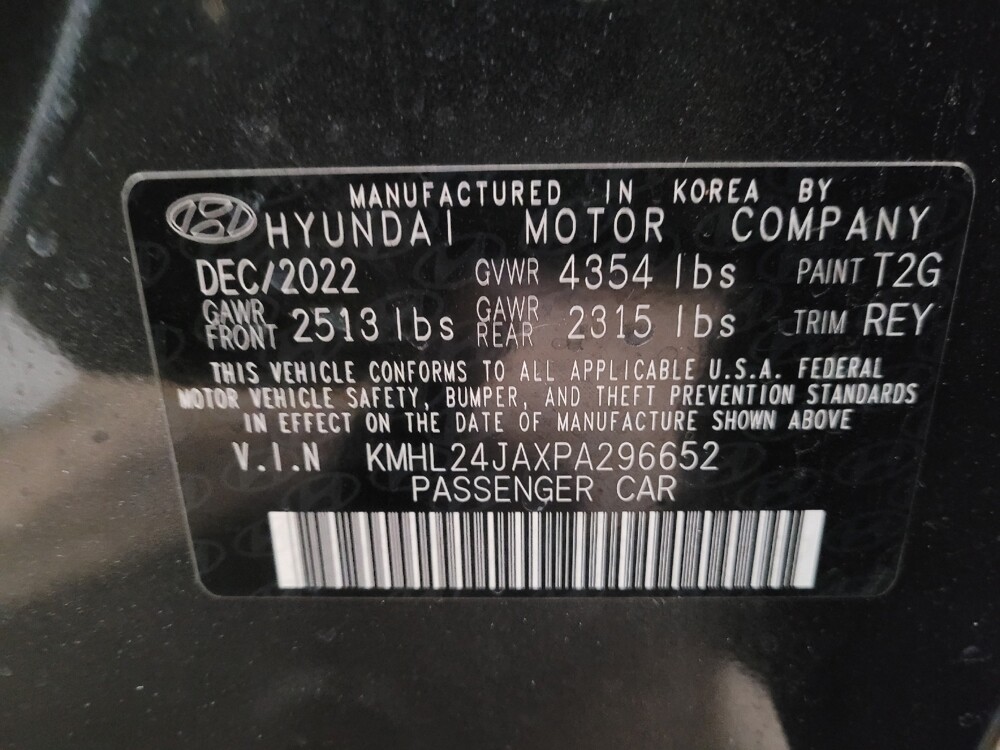 MANUFACTURED IN KOREA BY
HYUNDAI MOTOR COMPANY
DEC/2022 GVWR 4354 lbs PAINT T2G
GAWR FRONT 2513 lbs GAWR REAR 2315 lbs TRIM REY
THIS VEHICLE CONFORMS TO ALL APPLICABLE U.S.A. FEDERAL
MOTOR VEHICLE SAFETY, BUMPER, AND THEFT PREVENTION STANDARDS
IN EFFECT ON THE DATE OF MANUFACTURE SHOWN ABOVE
V.I.N KMHL24JAXPA296652
PASSENGER CAR